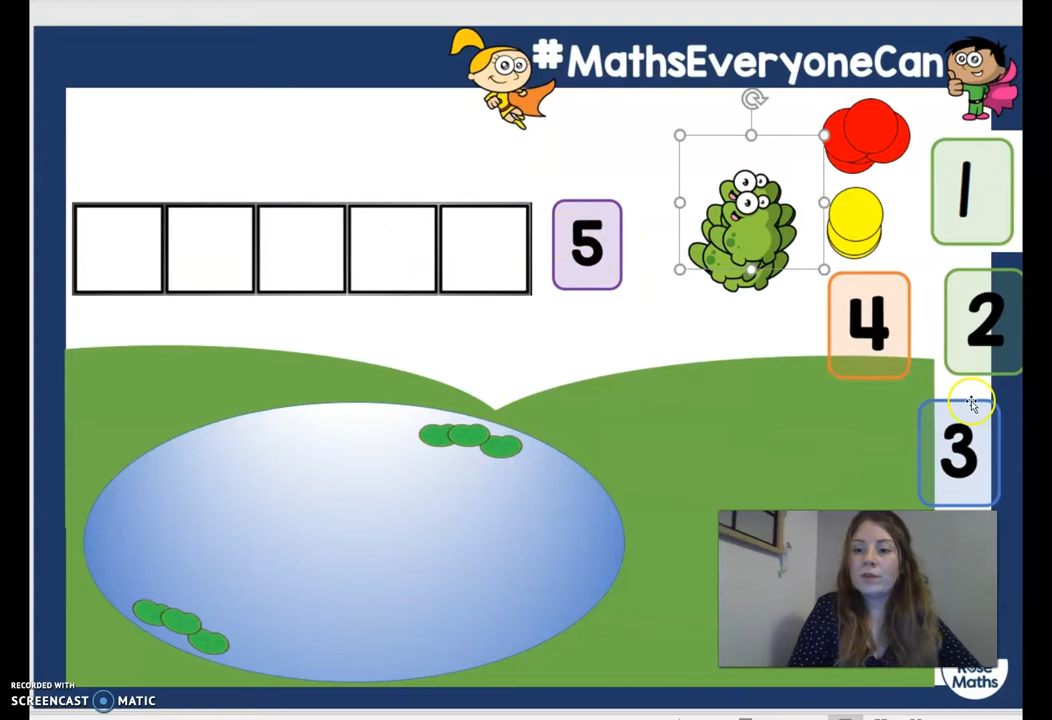 #MathsEveryoneCan
1
5
4
2
3
Rose
Maths
RECORDED WITH
SCREENCAST MATIC